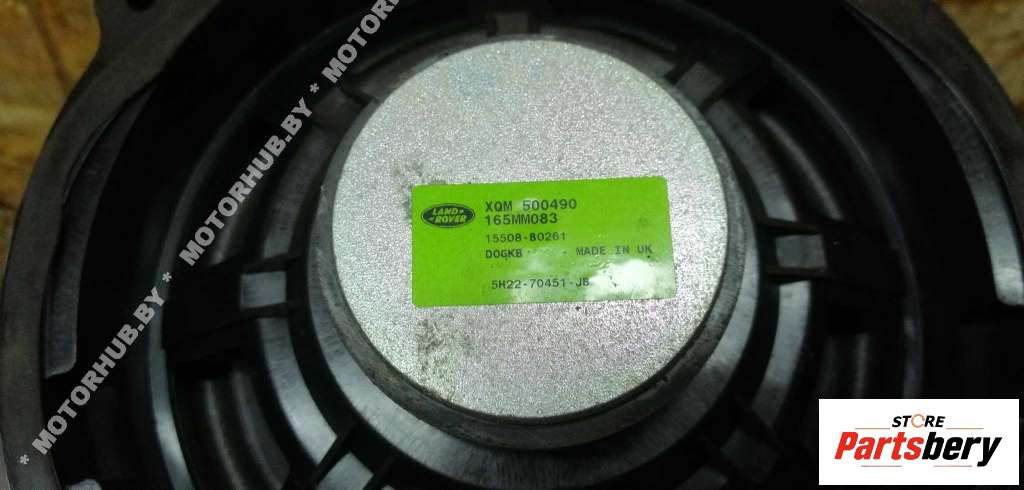 * MOTORHUB.BY * MOTORHUB.BY * MOTORHUB.BY *
LAND-
-ROVER
XQM 500490
165MM083
15508-B0261
DOGKB - - MADE IN UK
5H22-70451-JB
STORE
Partsbery